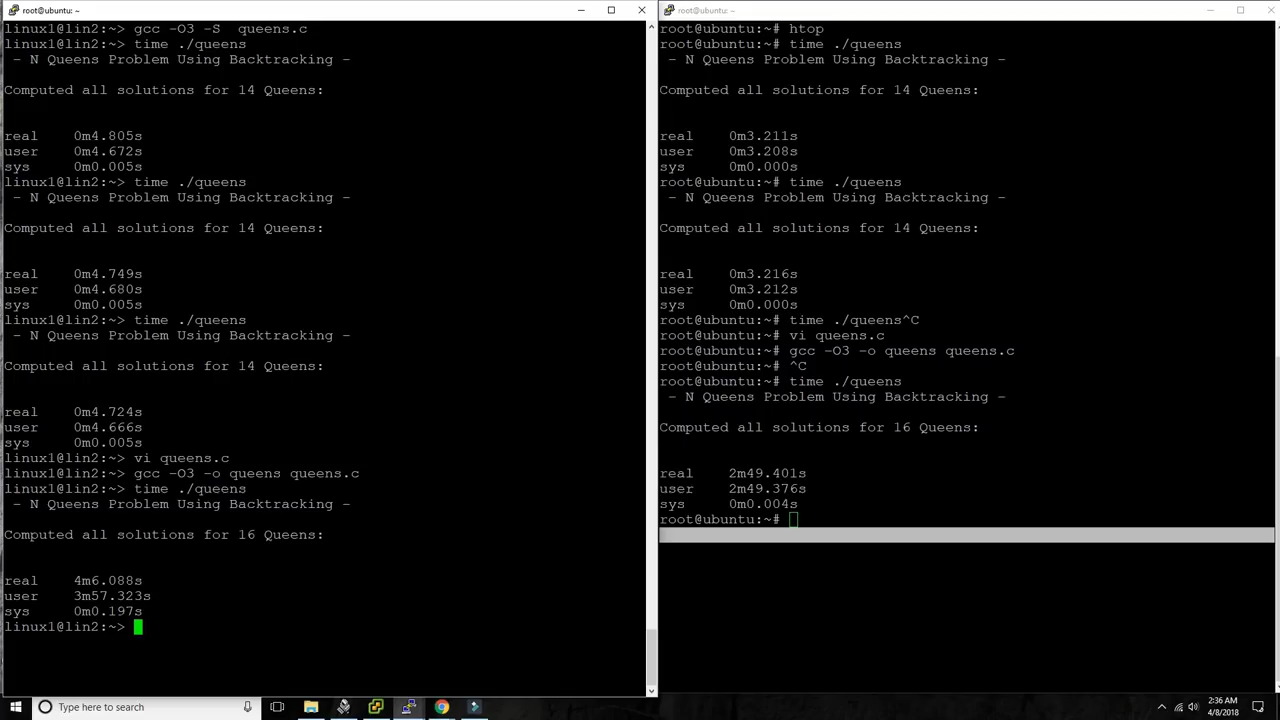 root@ubuntu: ~
linux1@lin2:~> gcc -O3 -S  queens.c
linux1@lin2:~> time ./queens
- N Queens Problem Using Backtracking -
Computed all solutions for 14 Queens:
real    0m4.805s
user    0m4.672s
sys     0m0.005s
linux1@lin2:~> time ./queens
- N Queens Problem Using Backtracking -
Computed all solutions for 14 Queens:
real    0m4.749s
user    0m4.680s
sys     0m0.005s
linux1@lin2:~> time ./queens
- N Queens Problem Using Backtracking -
Computed all solutions for 14 Queens:
real    0m4.724s
user    0m4.666s
sys     0m0.005s
linux1@lin2:~> vi queens.c
linux1@lin2:~> gcc -O3 -o queens queens.c
linux1@lin2:~> time ./queens
- N Queens Problem Using Backtracking -
Computed all solutions for 16 Queens:
real    4m6.088s
user    3m57.323s
sys     0m0.197s
linux1@lin2:~>
root@ubuntu: ~
root@ubuntu:~# htop
root@ubuntu:~# time ./queens
- N Queens Problem Using Backtracking -
Computed all solutions for 14 Queens:
real    0m3.211s
user    0m3.208s
sys     0m0.000s
root@ubuntu:~# time ./queens
- N Queens Problem Using Backtracking -
Computed all solutions for 14 Queens:
real    0m3.216s
user    0m3.212s
sys     0m0.000s
root@ubuntu:~# time ./queens^C
root@ubuntu:~# vi queens.c
root@ubuntu:~# gcc -O3 -o queens queens.c
root@ubuntu:~# ^C
root@ubuntu:~# time ./queens
- N Queens Problem Using Backtracking -
Computed all solutions for 16 Queens:
real    2m49.401s
user    2m49.376s
sys     0m0.004s
root@ubuntu:~#
Type here to search
2:36 AM
4/8/2018